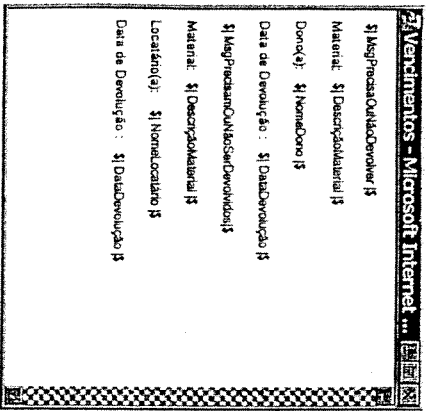 Vencimentos - Microsoft Internet ...
$| MsgPrecisaOuNãoDevolver |$
Material: $| DescriçãoMaterial |$
Dono(a): $| NomeDono |$
Data de Devolução : $| DataDevolução |$
$| MsgPrecisamOuNãoSerDevolvidos|$
Material: $| DescriçãoMaterial |$
Locatário(a): $| NomeLocatário |$
Data de Devolução : $| DataDevolução |$